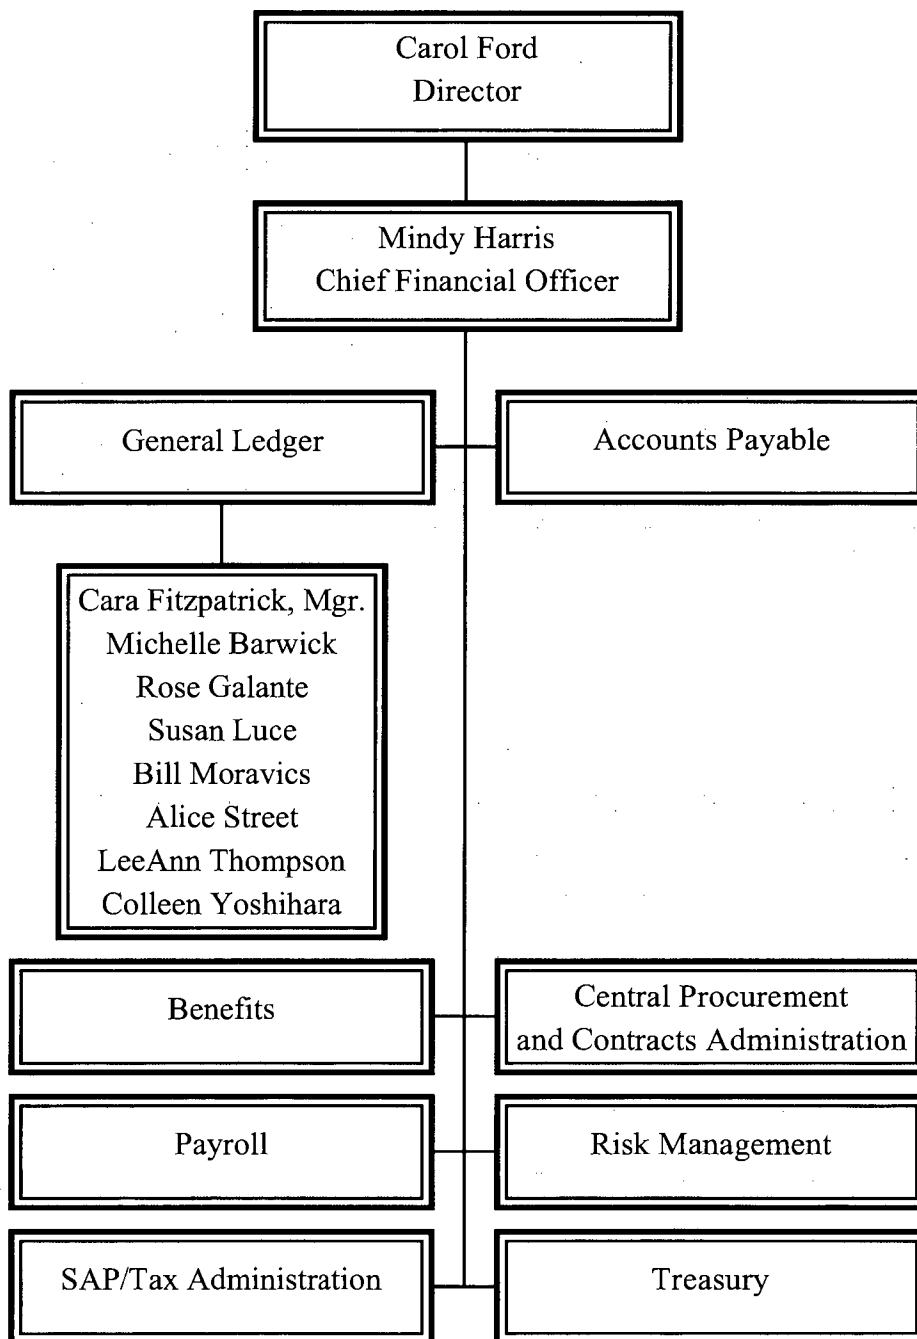 Carol Ford
Director
Mindy Harris
Chief Financial Officer
General Ledger
Accounts Payable
Cara Fitzpatrick, Mgr.
Michelle Barwick
Rose Galante
Susan Luce
Bill Moravics
Alice Street
LeeAnn Thompson
Colleen Yoshihara
Benefits
Central Procurement
and Contracts Administration
Payroll
Risk Management
SAP/Tax Administration
Treasury